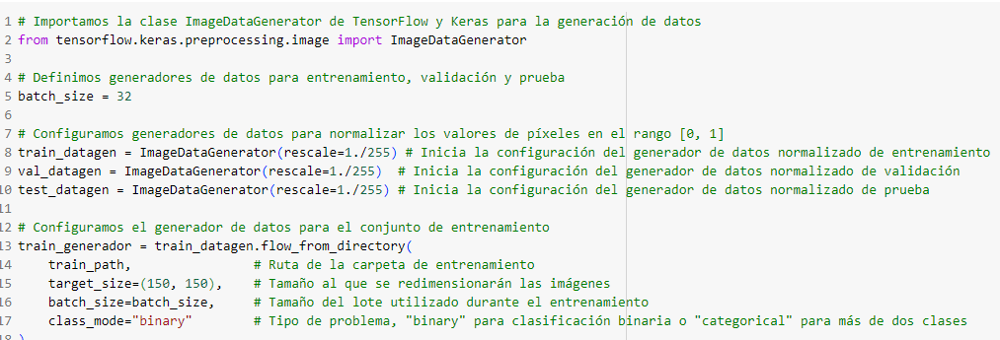 1 # Importamos la clase ImageDataGenerator de TensorFlow y Keras para la generación de datos
2 from tensorflow.keras.preprocessing.image import ImageDataGenerator
3
4 # Definimos generadores de datos para entrenamiento, validación y prueba
5 batch_size = 32
6
7 # Configuramos generadores de datos para normalizar los valores de píxeles en el rango [0, 1]
8 train_datagen = ImageDataGenerator(rescale=1./255) # Inicia la configuración del generador de datos normalizado de entrenamiento
9 val_datagen = ImageDataGenerator(rescale=1./255)  # Inicia la configuración del generador de datos normalizado de validación
10 test_datagen = ImageDataGenerator(rescale=1./255) # Inicia la configuración del generador de datos normalizado de prueba
11
12 # Configuramos el generador de datos para el conjunto de entrenamiento
13 train_generador = train_datagen.flow_from_directory(
14     train_path,                # Ruta de la carpeta de entrenamiento
15     target_size=(150, 150),    # Tamaño al que se redimensionarán las imágenes
16     batch_size=batch_size,     # Tamaño del lote utilizado durante el entrenamiento
17     class_mode="binary"        # Tipo de problema, "binary" para clasificación binaria o "categorical" para más de dos clases
18 )